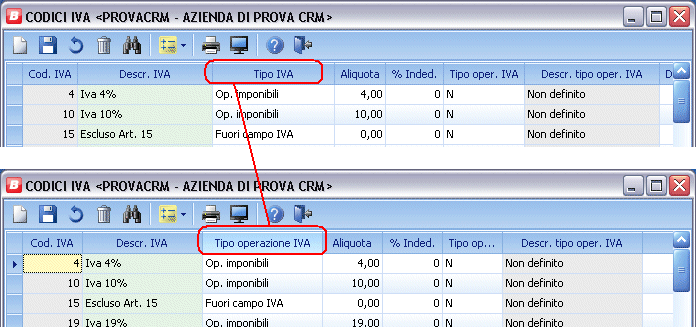 B CODICI IVA <PROVACRM - AZIENDA DI PROVA CRM>
Cod. IVA Descr. IVA Tipo IVA Aliquota % Inded. Tipo oper. IVA Descr. tipo oper. IVA D
4 Iva 4% Op. imponibili 4,00 0 N Non definito
10 Iva 10% Op. imponibili 10,00 0 N Non definito
15 Escluso Art. 15 Fuori campo IVA 0,00 0 N Non definito
B CODICI IVA <PROVACRM - AZIENDA DI PROVA CRM>
Cod. IVA Descr. IVA Tipo operazione IVA Aliquota % Inded. Tipo op... Descr. tipo oper. IVA
4 Iva 4% Op. imponibili 4,00 0 N Non definito
10 Iva 10% Op. imponibili 10,00 0 N Non definito
15 Escluso Art. 15 Fuori campo IVA 0,00 0 N Non definito
19 Iva 19% Op. imponibili 19,00 0 N Non definito